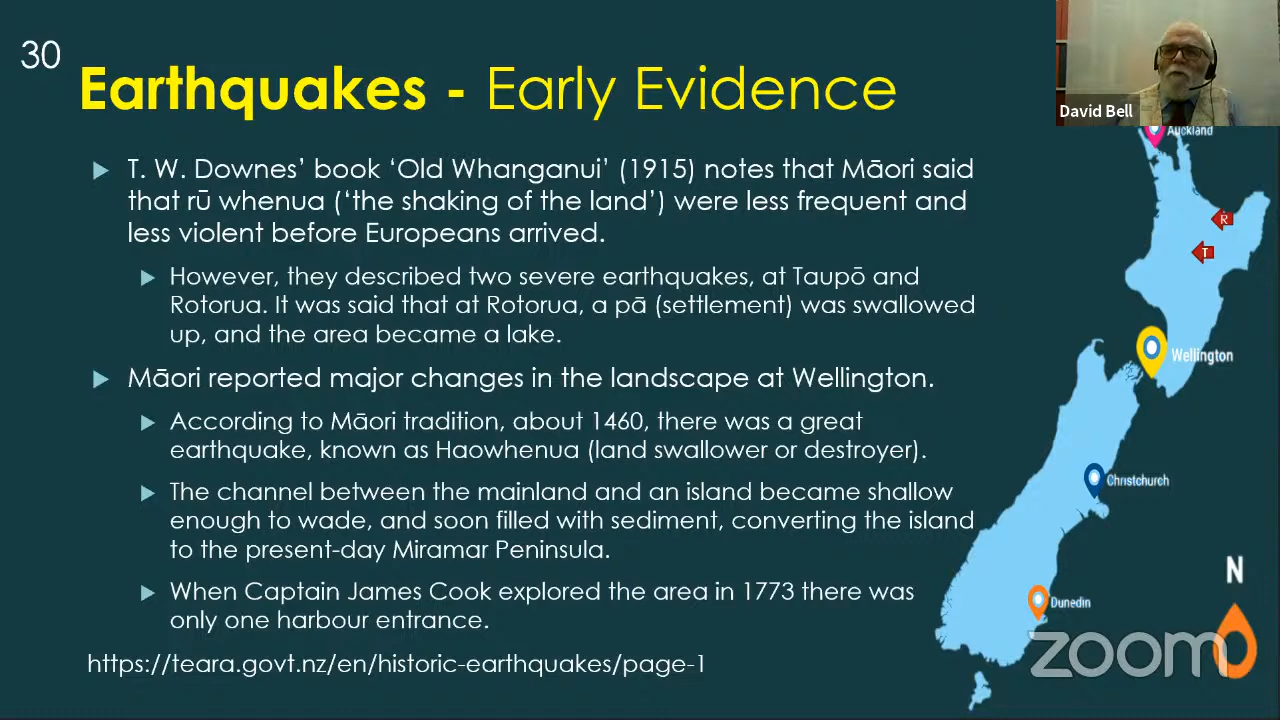 30
Earthquakes - Early Evidence
T. W. Downes’ book ‘Old Whanganui’ (1915) notes that Māori said
that rū whenua (‘the shaking of the land’) were less frequent and
less violent before Europeans arrived.
However, they described two severe earthquakes, at Taupō and
Rotorua. It was said that at Rotorua, a pā (settlement) was swallowed
up, and the area became a lake.
Māori reported major changes in the landscape at Wellington.
According to Māori tradition, about 1460, there was a great
earthquake, known as Haowhenua (land swallower or destroyer).
The channel between the mainland and an island became shallow
enough to wade, and soon filled with sediment, converting the island
to the present-day Miramar Peninsula.
When Captain James Cook explored the area in 1773 there was
only one harbour entrance.
https://teara.govt.nz/en/historic-earthquakes/page-1
David Bell
Auckland
R
T
Wellington
Christchurch
Dunedin
N
zoom